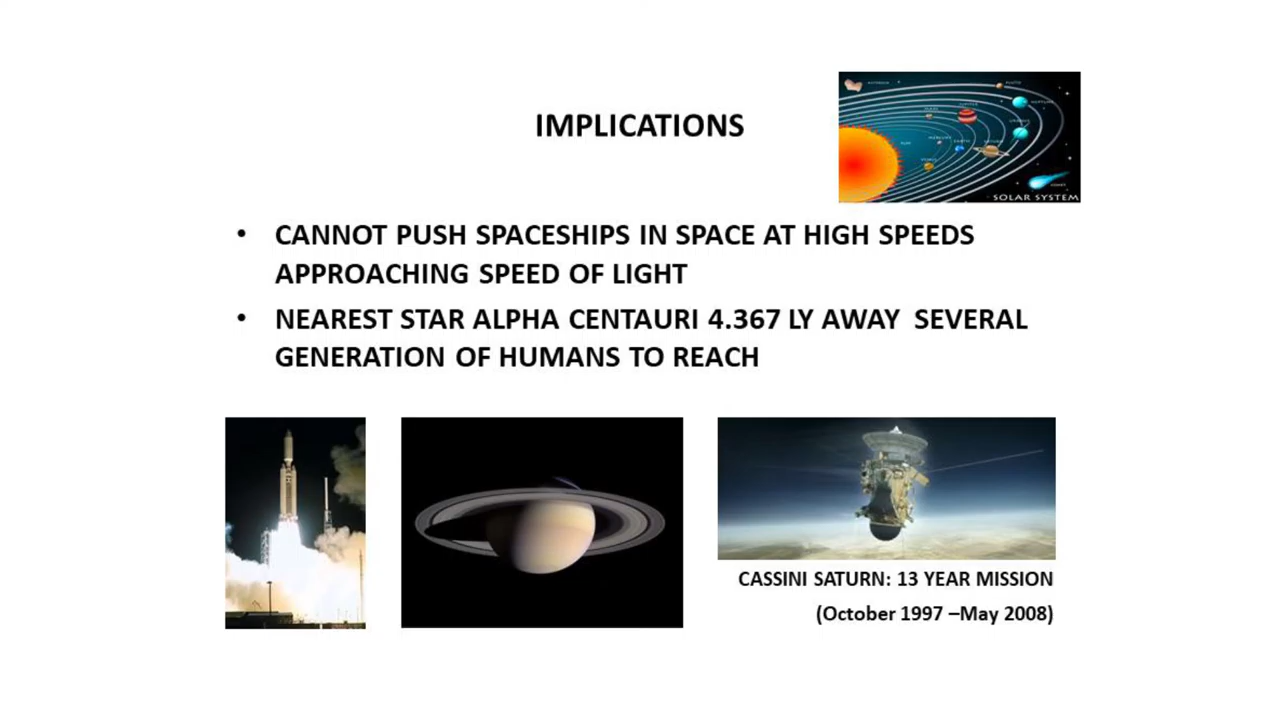 IMPLICATIONS
SOLAR SYSTEM
• CANNOT PUSH SPACESHIPS IN SPACE AT HIGH SPEEDS
APPROACHING SPEED OF LIGHT
• NEAREST STAR ALPHA CENTAURI 4.367 LY AWAY SEVERAL
GENERATION OF HUMANS TO REACH
CASSINI SATURN: 13 YEAR MISSION
(October 1997 –May 2008)